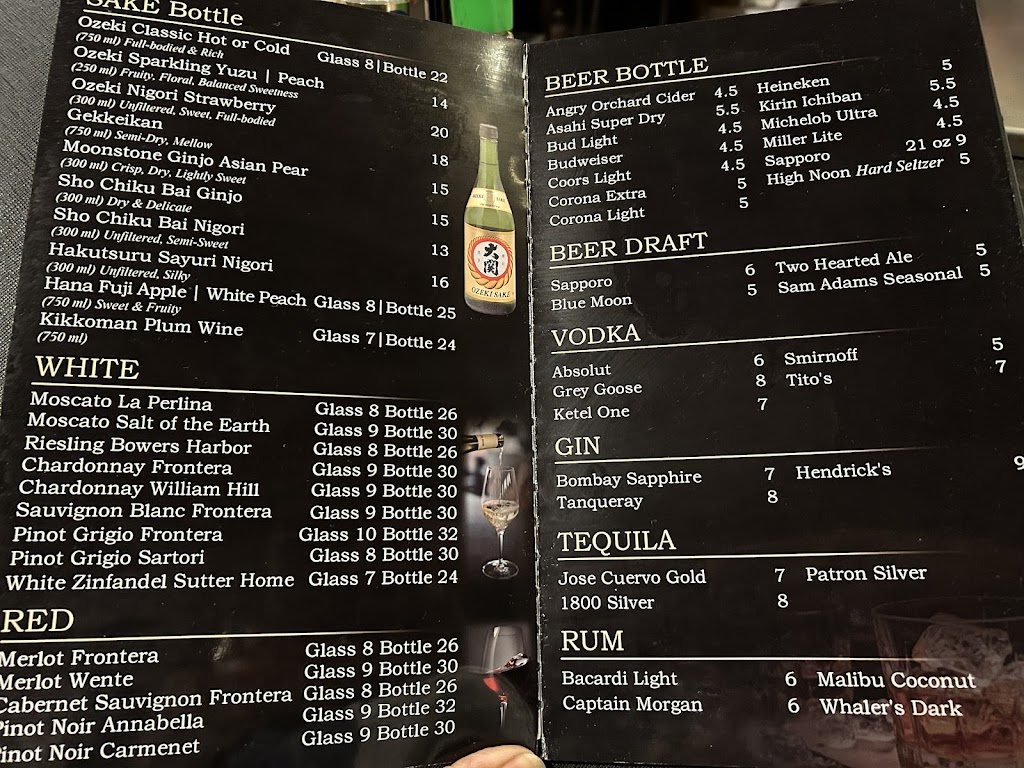 SAKE Bottle
Ozeki Classic Hot or Cold Glass 8|Bottle 22
(750 ml) Full-bodied & Rich
Ozeki Sparkling Yuzu | Peach 14
(250 ml) Fruity. Floral, Balanced Sweetness
Ozeki Nigori Strawberry 20
(300 ml) Unfiltered, Sweet, Full-bodied
Gekkeikan 18
(750 ml) Semi-Dry, Mellow
Moonstone Ginjo Asian Pear 15
(300 ml) Crisp, Dry, Lightly Sweet
Sho Chiku Bai Ginjo 15
(300 ml) Dry & Delicate
Sho Chiku Bai Nigori 13
(300 ml) Unfiltered, Semi-Sweet
Hakutsuru Sayuri Nigori 16
(300 ml) Unfiltered, Silky
Hana Fuji Apple | White Peach Glass 8|Bottle 25
(750 ml) Sweet & Fruity
Kikkoman Plum Wine Glass 7|Bottle 24
(750 ml)
大関
OZEKI SAKE
WHITE
Moscato La Perlina Glass 8 Bottle 26
Moscato Salt of the Earth Glass 9 Bottle 30
Riesling Bowers Harbor Glass 8 Bottle 26
Chardonnay Frontera Glass 9 Bottle 30
Chardonnay William Hill Glass 9 Bottle 30
Sauvignon Blanc Frontera Glass 9 Bottle 30
Pinot Grigio Frontera Glass 10 Bottle 32
Pinot Grigio Sartori Glass 8 Bottle 30
White Zinfandel Sutter Home Glass 7 Bottle 24
RED
Merlot Frontera Glass 8 Bottle 26
Merlot Wente Glass 9 Bottle 30
Cabernet Sauvignon Frontera Glass 8 Bottle 26
Pinot Noir Annabella Glass 9 Bottle 32
Pinot Noir Carmenet Glass 9 Bottle 30
BEER BOTTLE
Angry Orchard Cider 4.5 Heineken 5
Asahi Super Dry 5.5 Kirin Ichiban 5.5
Bud Light 4.5 Michelob Ultra 4.5
Budweiser 4.5 Miller Lite 4.5
Coors Light 4.5 Sapporo 21 oz 9
Corona Extra 5 High Noon Hard Seltzer 5
Corona Light 5
BEER DRAFT
Sapporo 6 Two Hearted Ale 5
Blue Moon 5 Sam Adams Seasonal 5
VODKA
Absolut 6 Smirnoff 5
Grey Goose 8 Tito's 7
Ketel One 7
GIN
Bombay Sapphire 7 Hendrick's 9
Tanqueray 8
TEQUILA
Jose Cuervo Gold 7 Patron Silver
1800 Silver 8
RUM
Bacardi Light 6 Malibu Coconut
Captain Morgan 6 Whaler's Dark